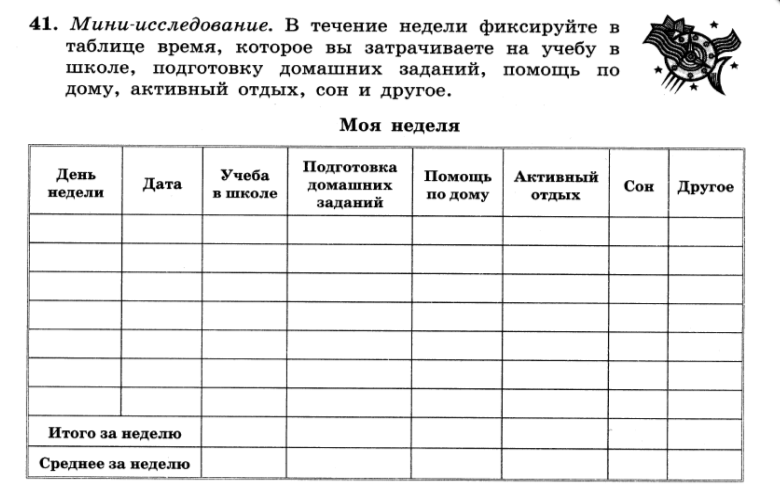 41. Мини-исследование. В течение недели фиксируйте в
таблице время, которое вы затрачиваете на учебу в
школе, подготовку домашних заданий, помощь по
дому, активный отдых, сон и другое.
Моя неделя
День
недели
Дата
Учеба
в школе
Подготовка
домашних
заданий
Помощь
по дому
Активный
отдых
Сон
Другое
Итого за неделю
Среднее за неделю